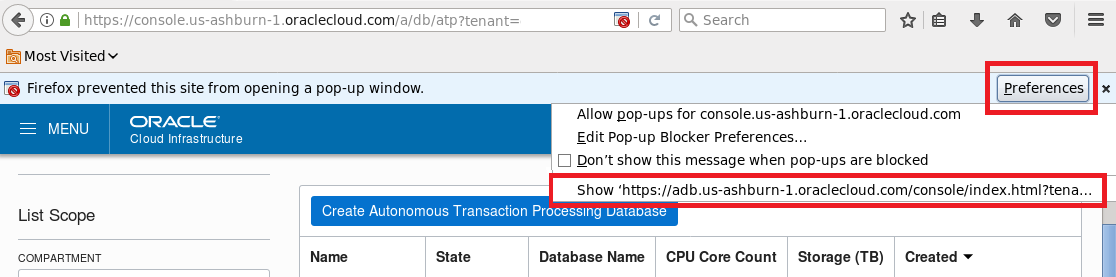 https://console.us-ashburn-1.oraclecloud.com/a/db/atp?tenant=
Search
Most Visited
Firefox prevented this site from opening a pop-up window.
Preferences
MENU
ORACLE
Cloud Infrastructure
Allow pop-ups for console.us-ashburn-1.oraclecloud.com
Edit Pop-up Blocker Preferences...
Don't show this message when pop-ups are blocked
Show ‘https://adb.us-ashburn-1.oraclecloud.com/console/index.html?tena...
List Scope
Create Autonomous Transaction Processing Database
COMPARTMENT
Name State Database Name CPU Core Count Storage (TB) Created